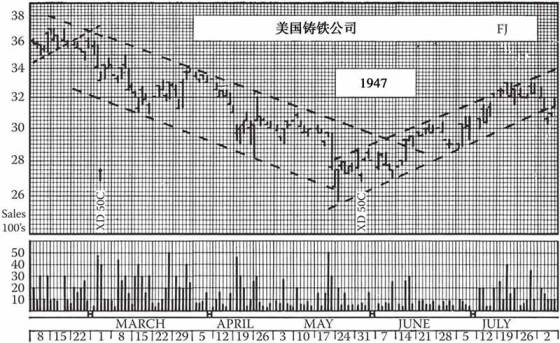 美国铸铁公司 FJ
1947
38
36
34
32
30
28
26
XD 50C.
XD 50C.
Sales
100's
50
40
30
20
10
MARCH APRIL MAY JUNE JULY
8 15 22 1 8 15 22 29 5 12 19 26 3 10 17 24 31 7 14 21 28 5 12 19 26 2